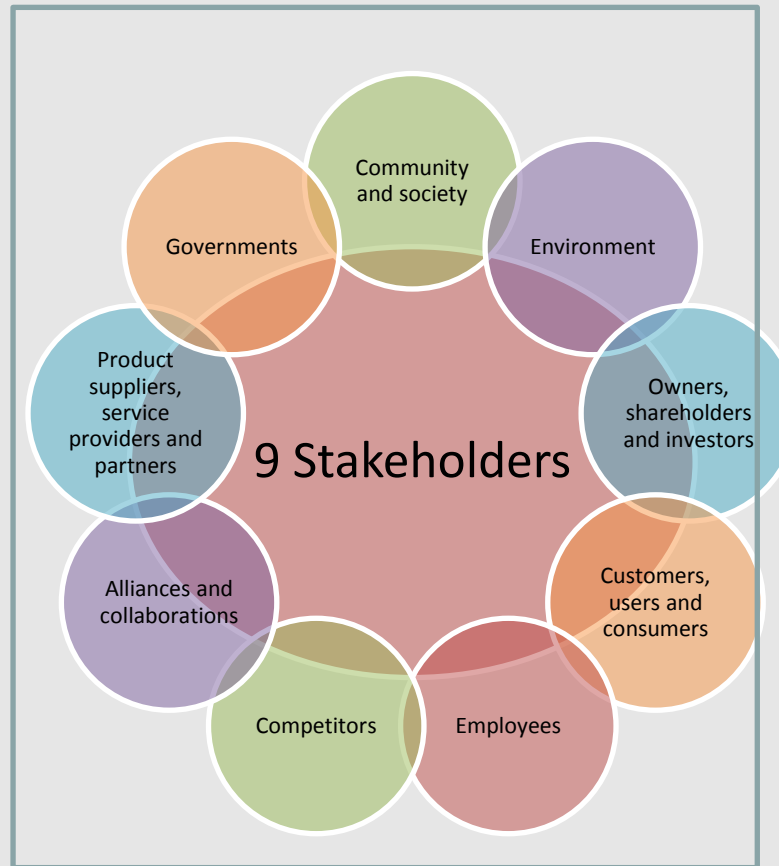 Community
and society
Environment
Owners,
shareholders
and investors
Customers,
users and
consumers
Employees
Competitors
Alliances and
collaborations
Product
suppliers,
service
providers and
partners
Governments
9 Stakeholders